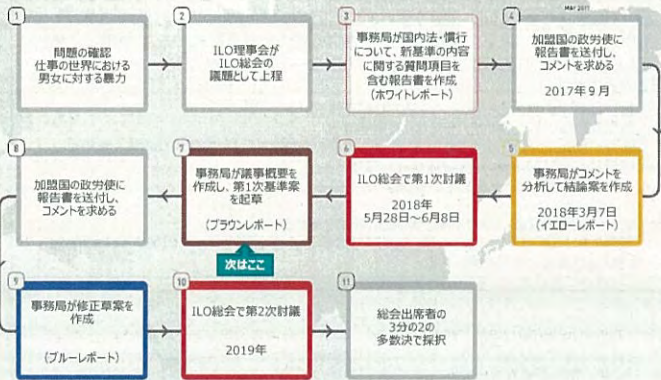 MAY 2017
1
問題の確認
仕事の世界における
男女に対する暴力
2
ILO理事会が
ILO総会の
議題として上程
3
事務局が国内法・慣行
について、新基準の内容
に関する質問項目を
含む報告書を作成
(ホワイトレポート)
4
加盟国の政労使に
報告書を送付し、
コメントを求める
2017年9月
5
事務局がコメントを
分析して結論案を作成
2018年3月7日
(イエローレポート)
6
ILO総会で第1次討議
2018年
5月28日～6月8日
7
事務局が議事概要を
作成し、第1次基準案
を起草
(ブラウンレポート)
次はここ
8
加盟国の政労使に
報告書を送付し、
コメントを求める
9
事務局が修正草案を
作成
(ブルーレポート)
10
ILO総会で第2次討議
2019年
11
総会出席者の
3分の2の
多数決で採択